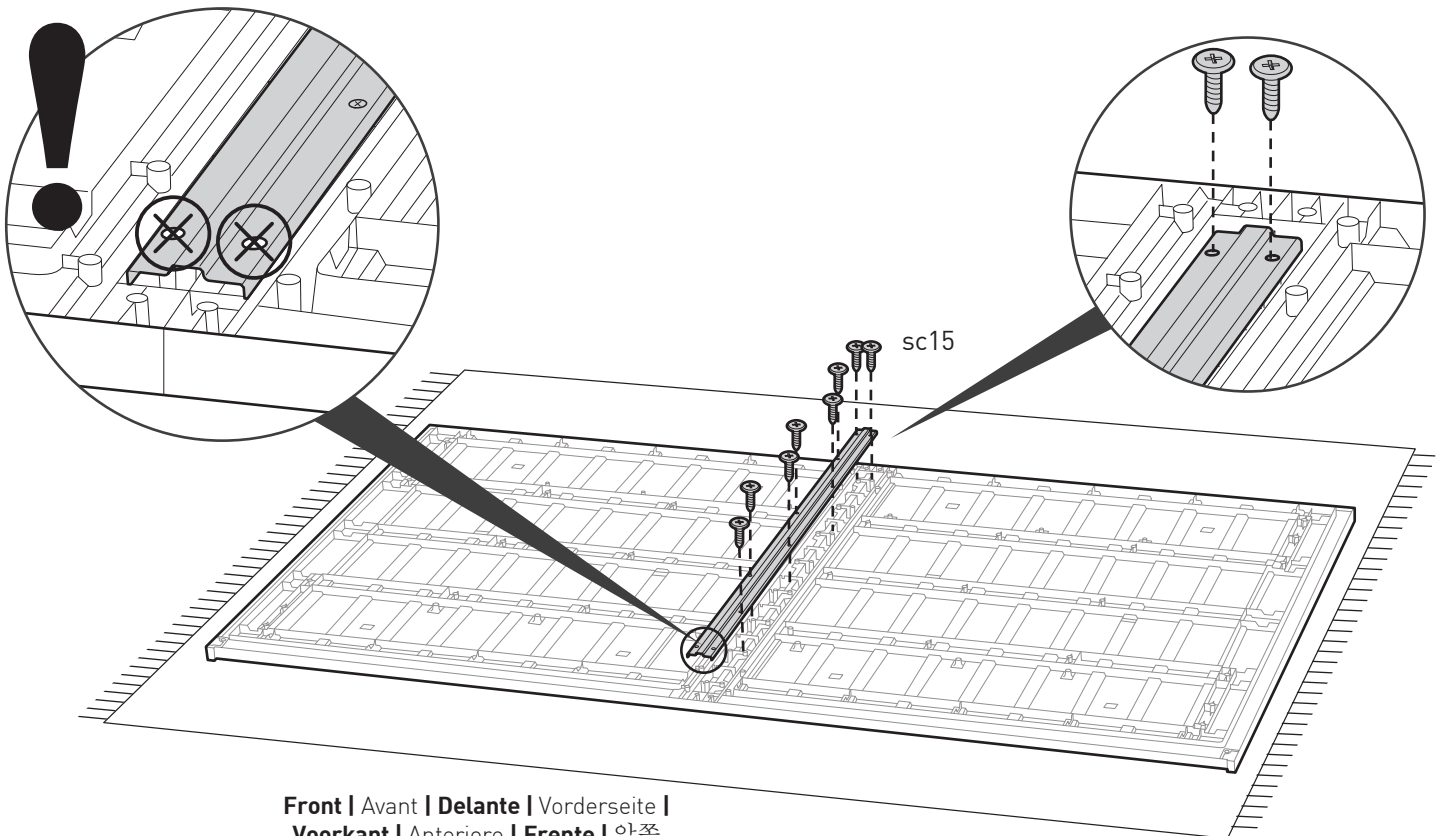 sc15
Front | Avant | Delante | Vorderseite |
Voorkant | Anteriore | Frente | 앞쪽